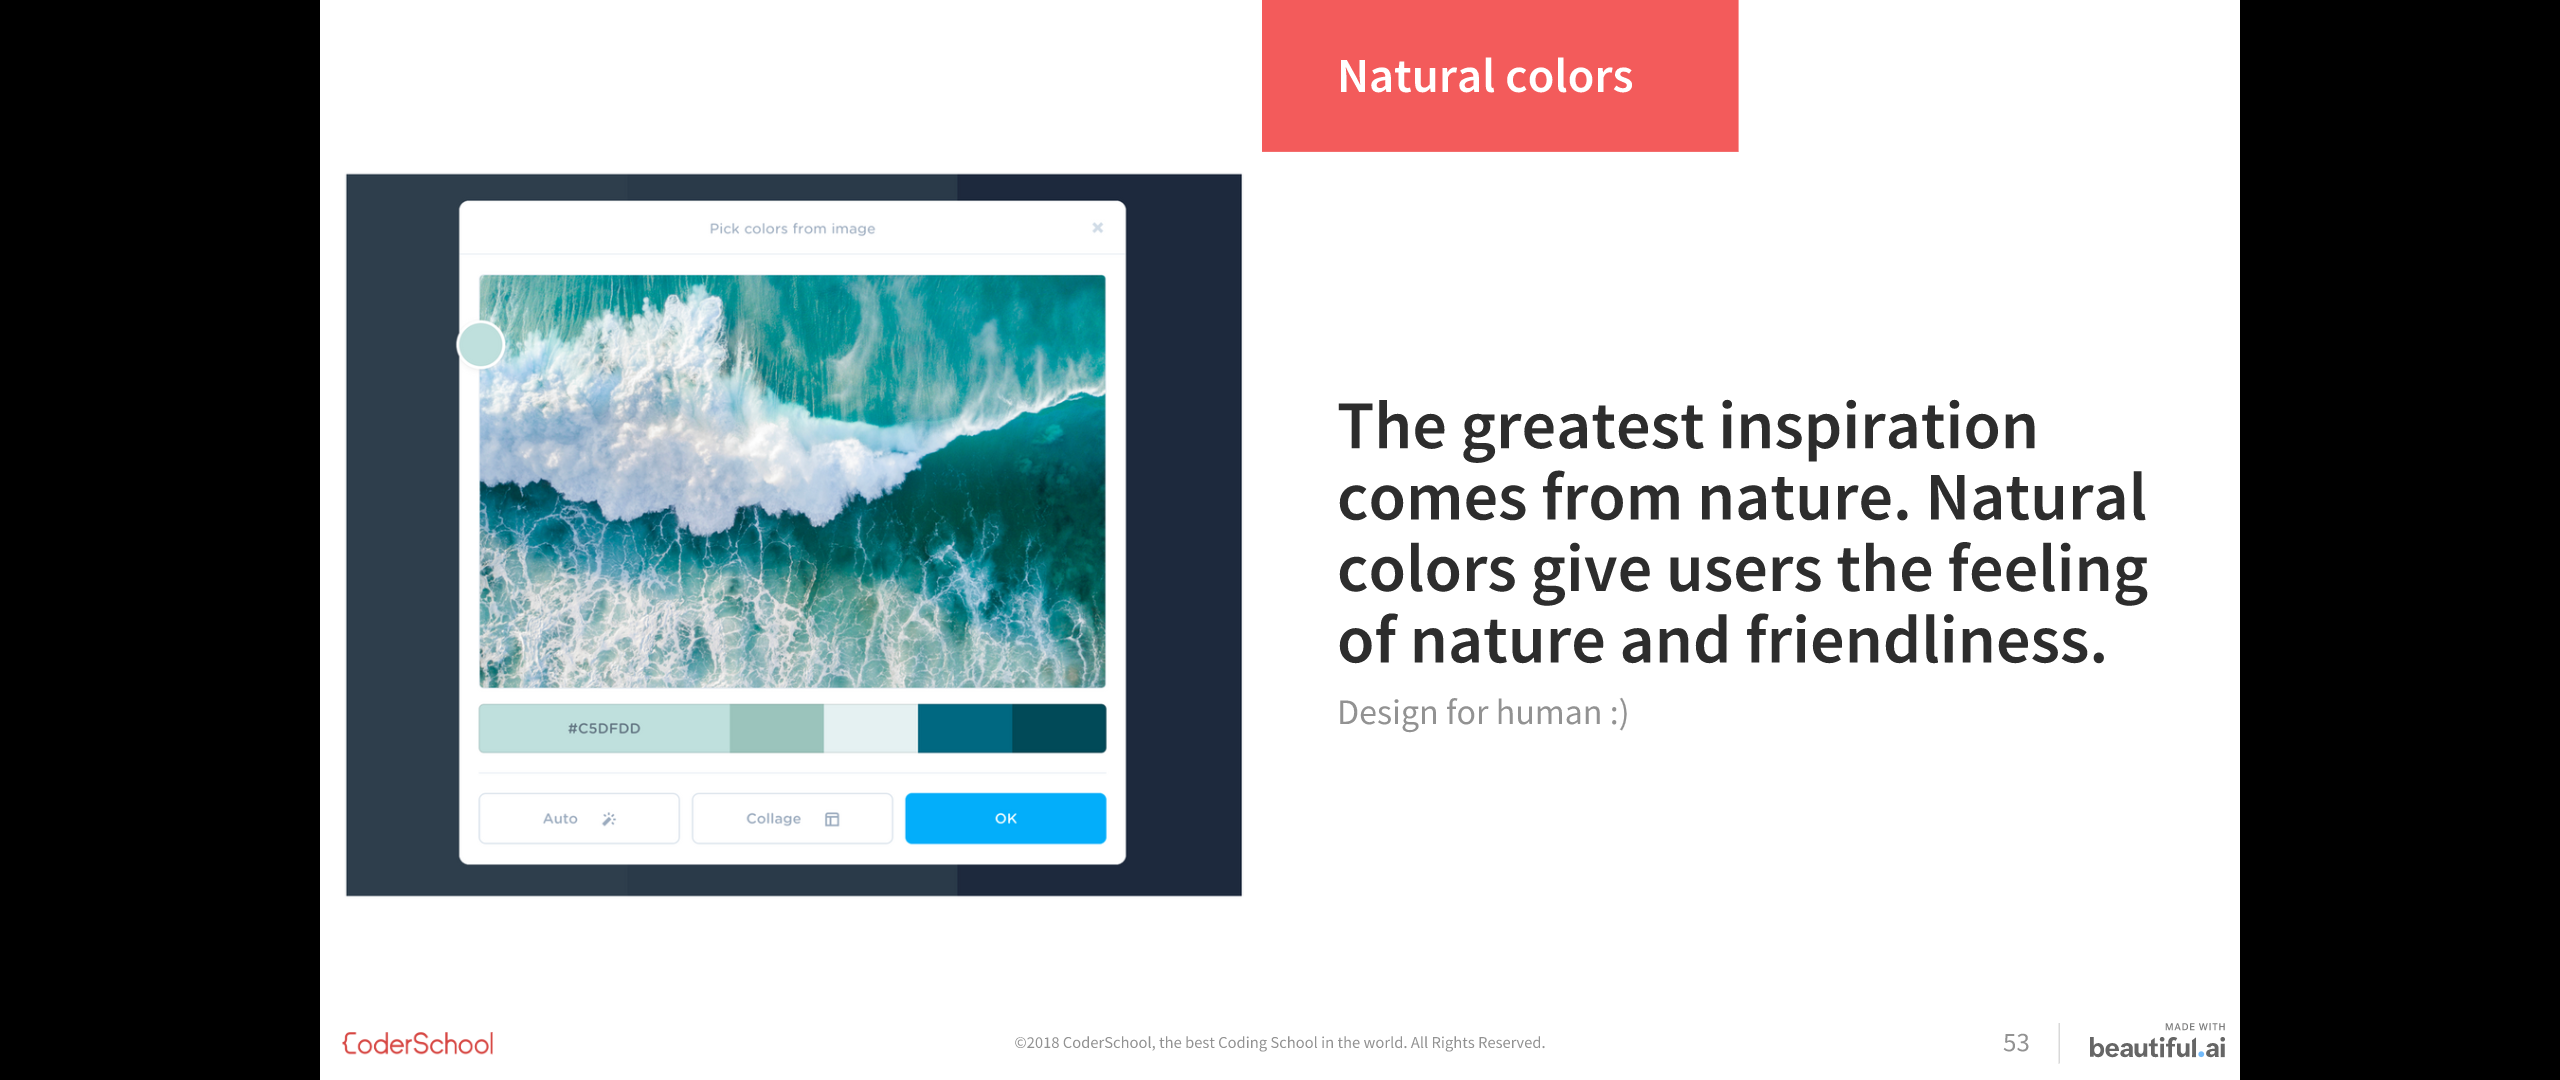 Natural colors
Pick colors from image
#C5DFDD
Auto
Collage
OK
The greatest inspiration
comes from nature. Natural
colors give users the feeling
of nature and friendliness.
Design for human :)
CoderSchool
©2018 CoderSchool, the best Coding School in the world. All Rights Reserved.
53
MADE WITH
beautiful.ai